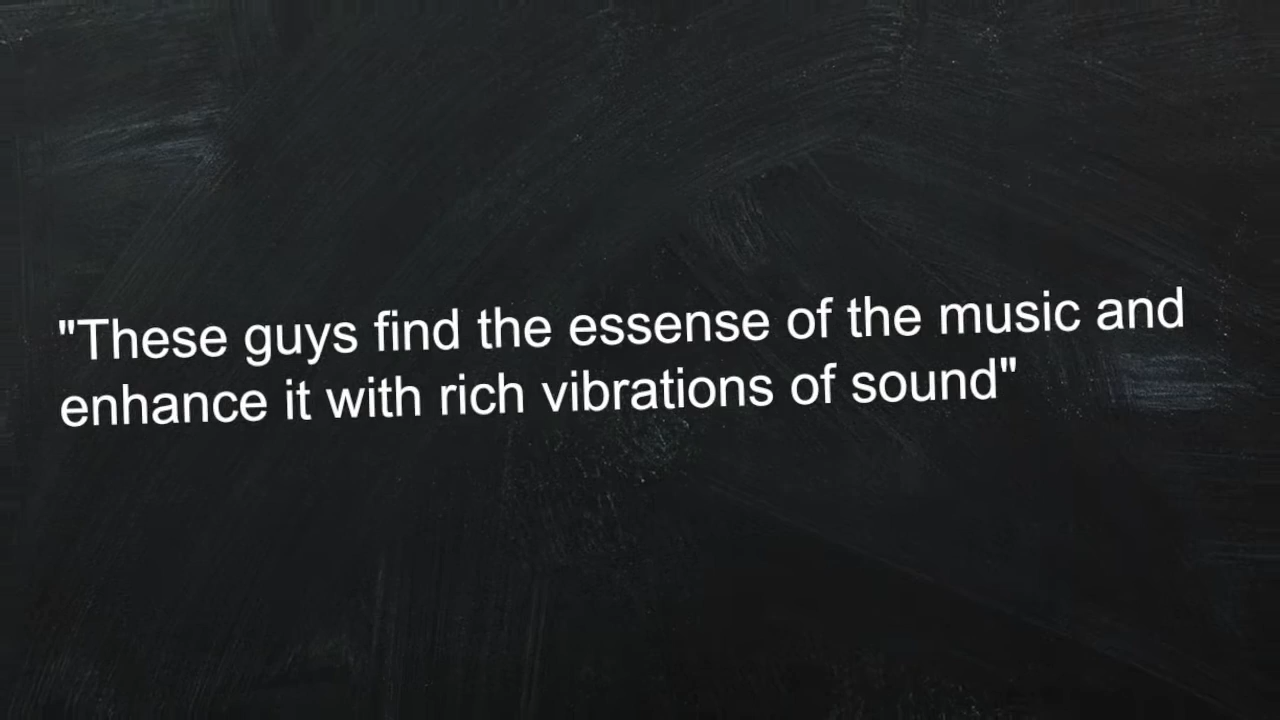 "These guys find the essense of the music and
enhance it with rich vibrations of sound"